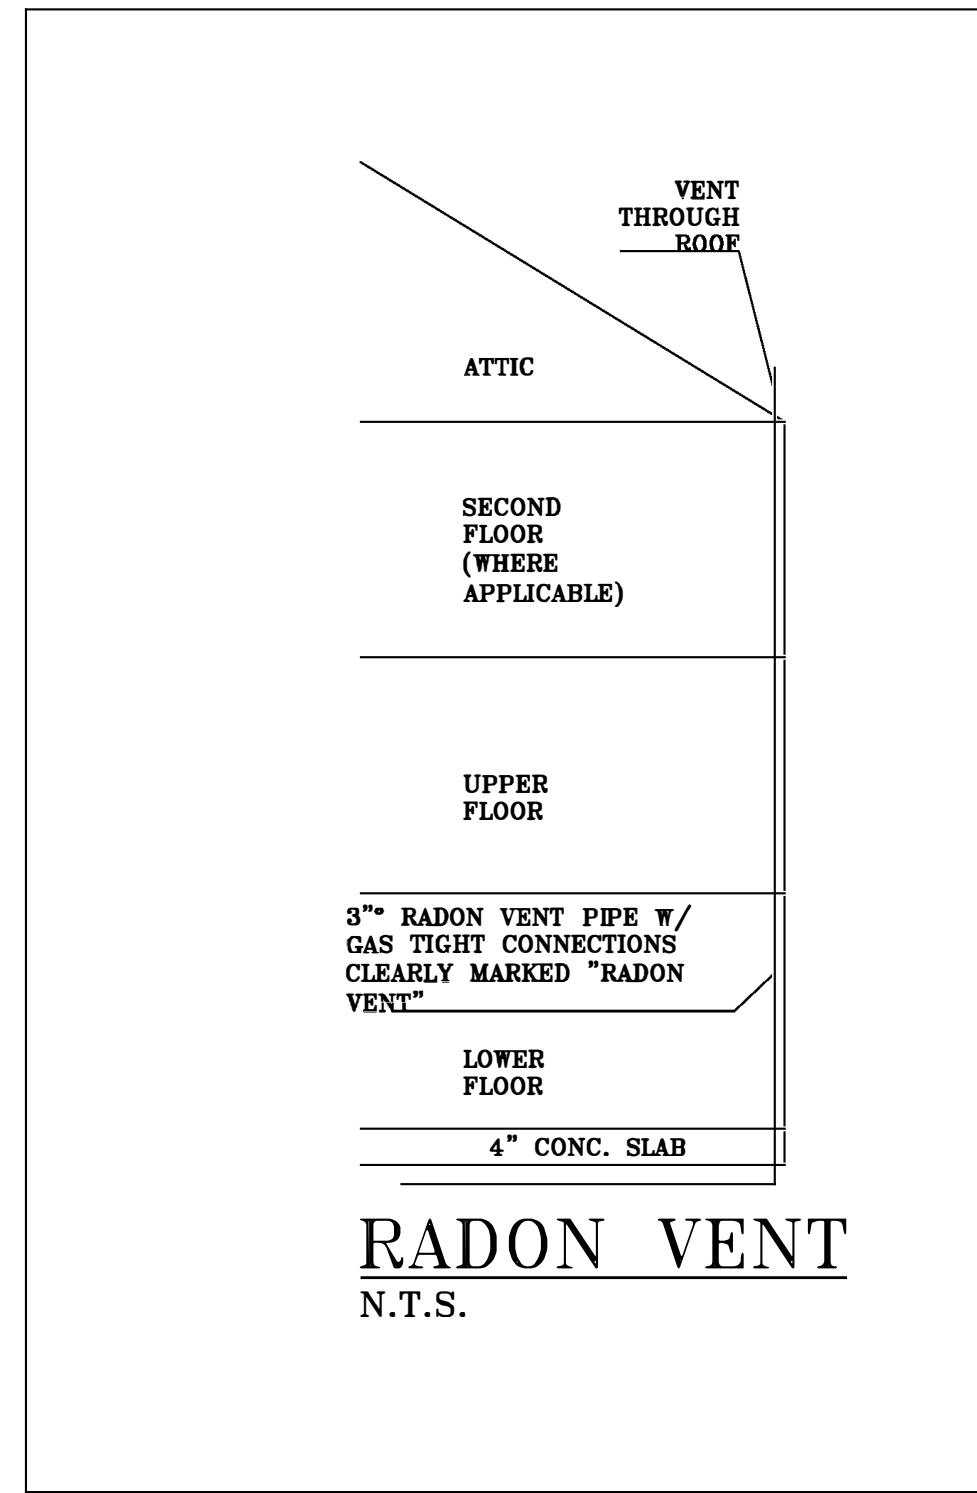 VENT
THROUGH
ROOF
ATTIC
SECOND
FLOOR
(WHERE
APPLICABLE)
UPPER
FLOOR
3"ø RADON VENT PIPE W/
GAS TIGHT CONNECTIONS
CLEARLY MARKED "RADON
VENT"
LOWER
FLOOR
4" CONC. SLAB
RADON VENT
N.T.S.